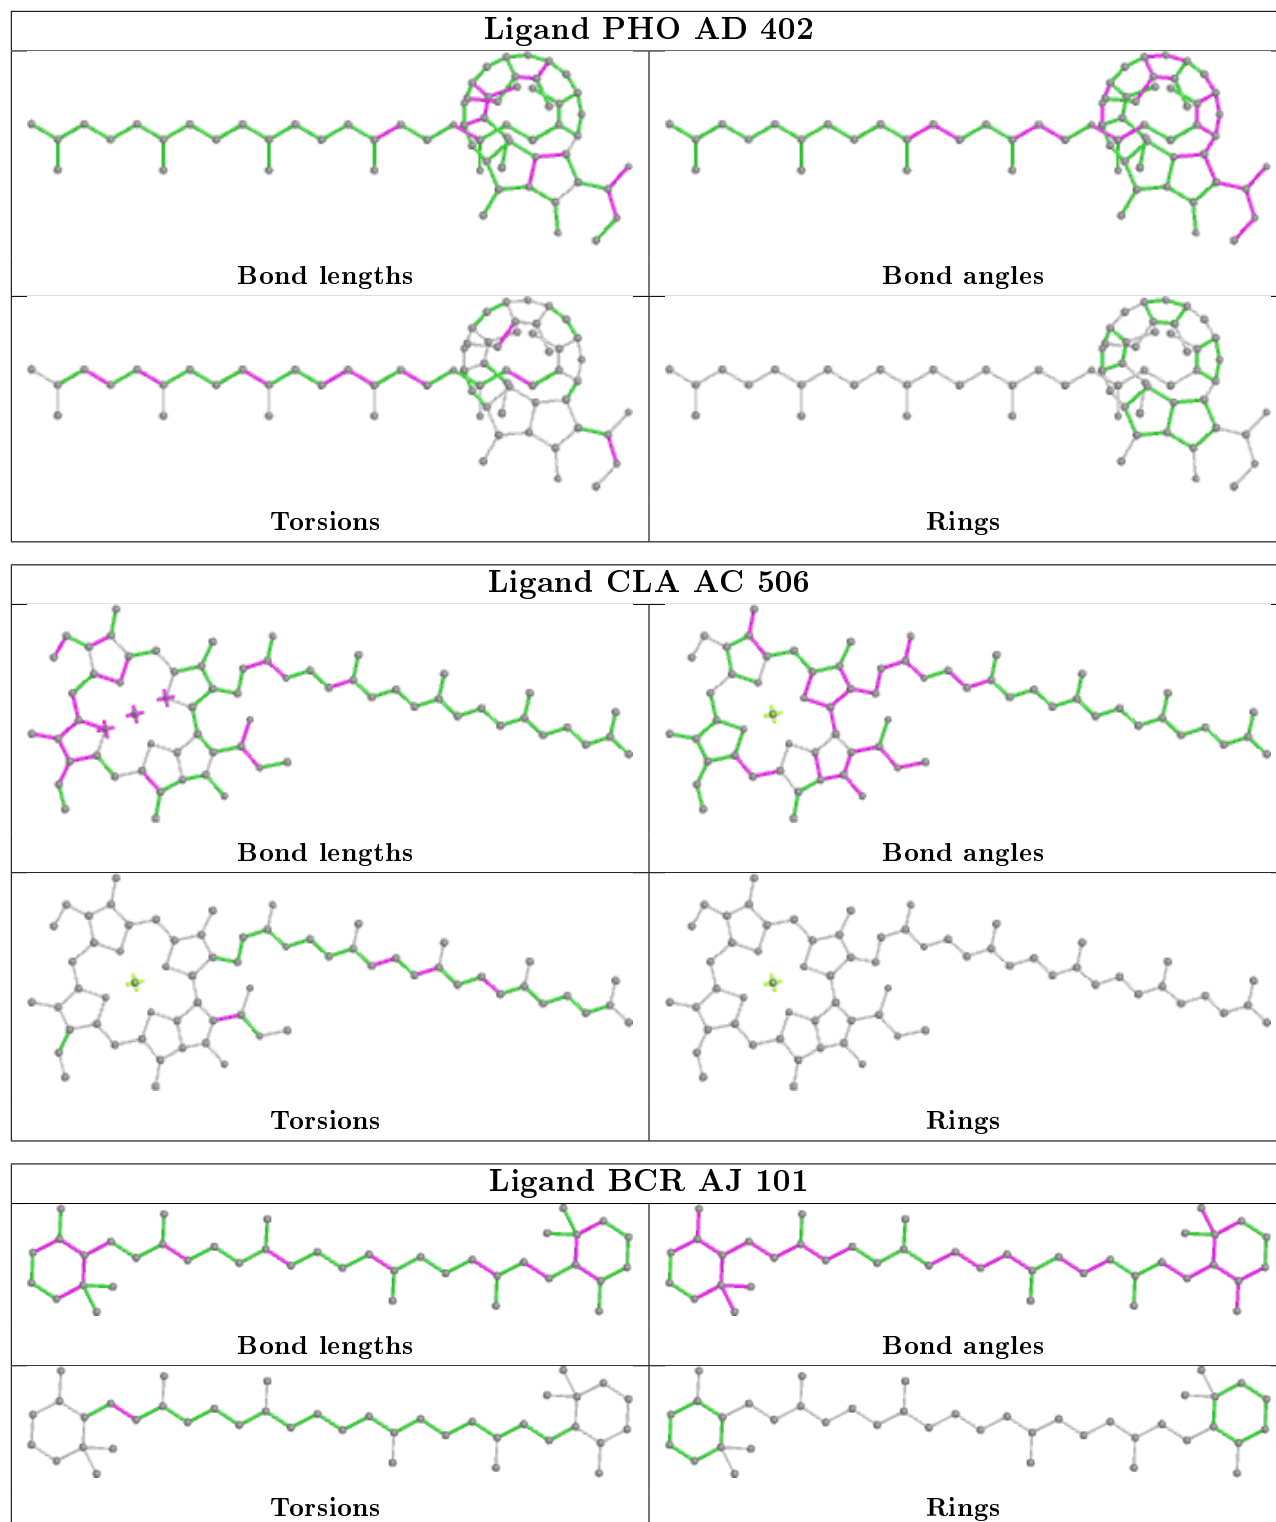 Ligand PHO AD 402
Bond lengths
Bond angles
Torsions
Rings
Ligand CLA AC 506
Bond lengths
Bond angles
Torsions
Rings
Ligand BCR AJ 101
Bond lengths
Bond angles
Torsions
Rings